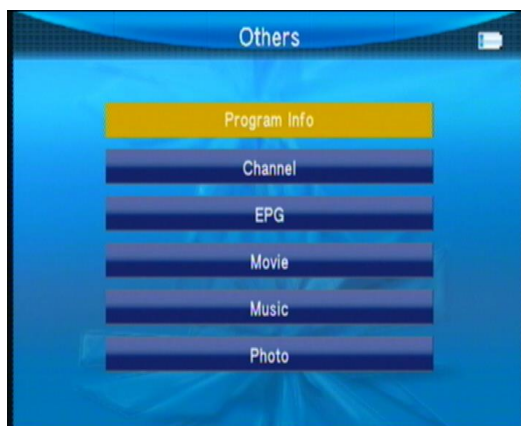 Others
Program Info
Channel
EPG
Movie
Music
Photo